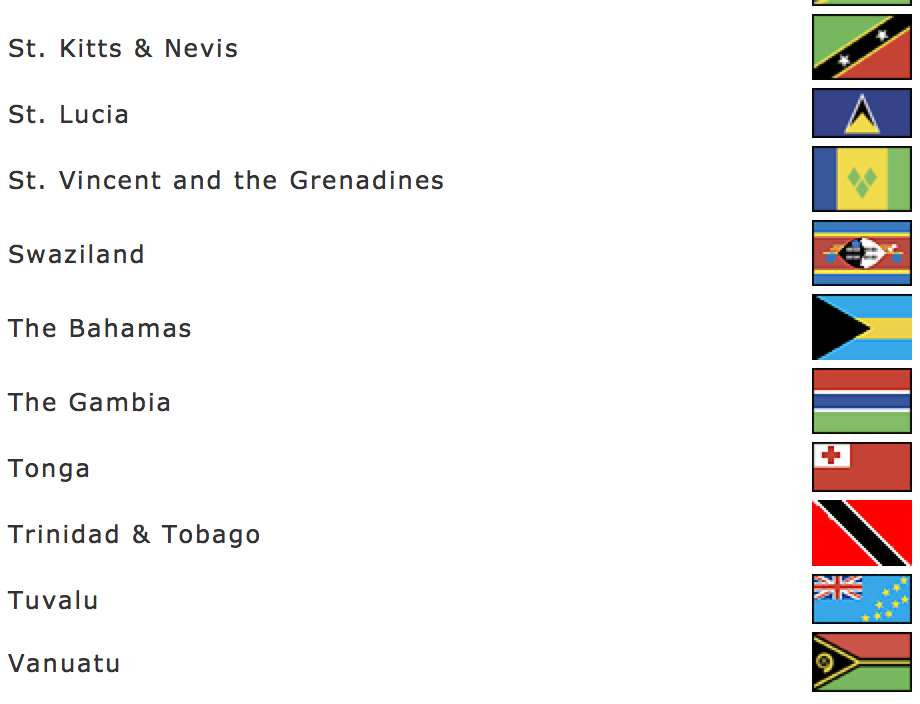 St. Kitts & Nevis
St. Lucia
St. Vincent and the Grenadines
Swaziland
The Bahamas
The Gambia
Tonga
Trinidad & Tobago
Tuvalu
Vanuatu